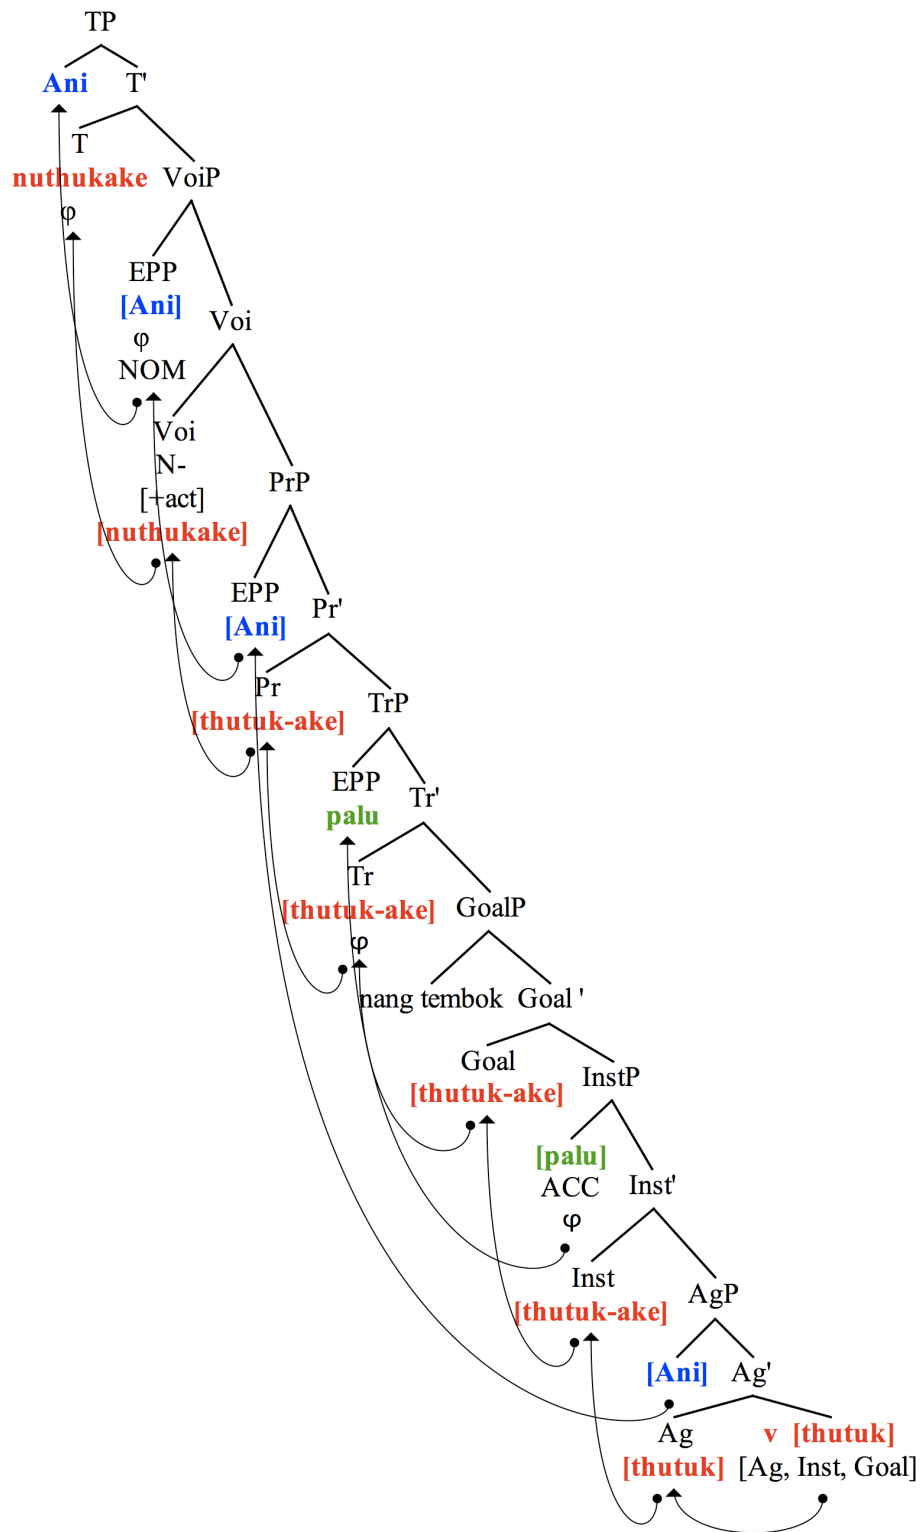 TP
Ani T'
T
nuthukake VoiP
φ
EPP
[Ani] Voi
φ
NOM
Voi
N-
[+act] PrP
[nuthukake]
EPP Pr'
[Ani]
Pr TrP
[thutuk-ake]
EPP Tr'
palu
Tr
[thutuk-ake] GoalP
φ
nang tembok Goal '
Goal InstP
[thutuk-ake]
[palu]
ACC Inst'
φ
Inst AgP
[thutuk-ake]
[Ani] Ag'
Ag v [thutuk]
[thutuk] [Ag, Inst, Goal]